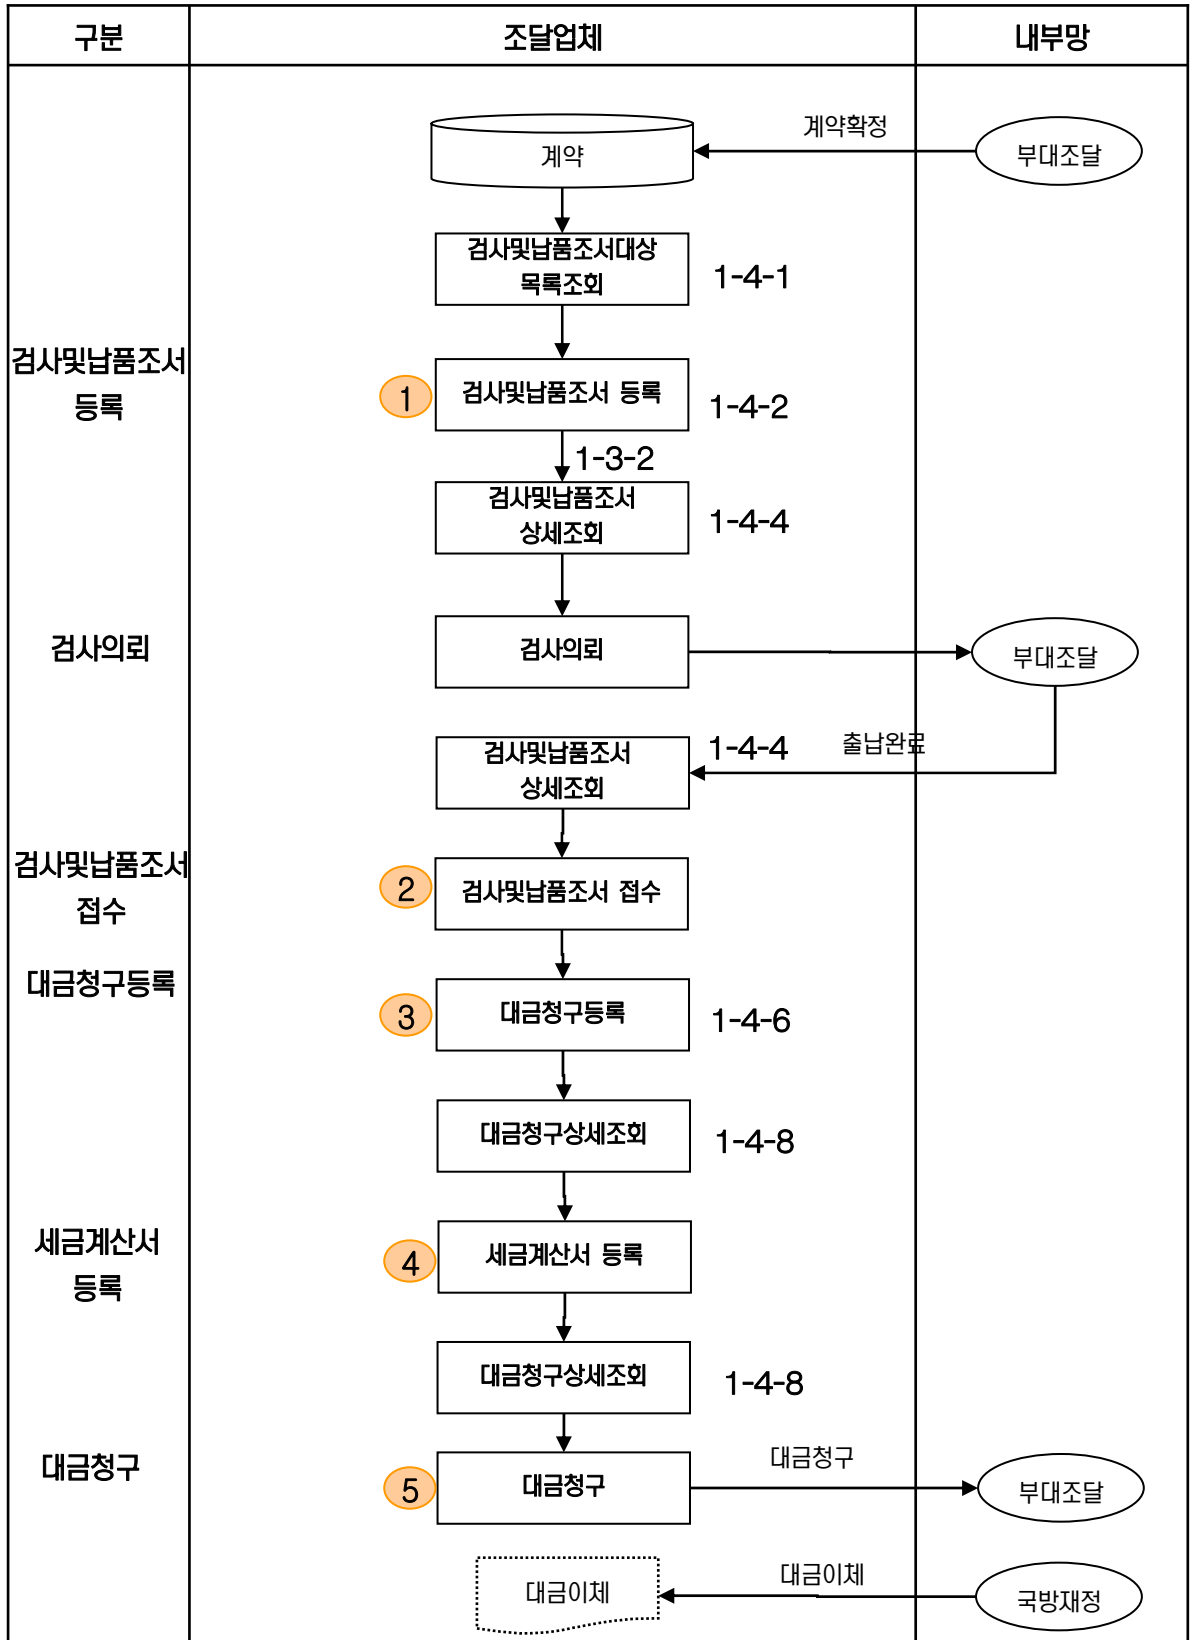 구분
조달업체
내부망
계약확정
계약
부대조달
검사및납품조서대상
목록조회
1-4-1
검사및납품조서
등록
1
검사및납품조서 등록
1-4-2
1-3-2
검사및납품조서
상세조회
1-4-4
검사의뢰
검사의뢰
부대조달
검사및납품조서
상세조회
1-4-4
출납완료
검사및납품조서
접수
2
검사및납품조서 접수
대금청구등록
3
대금청구등록
1-4-6
대금청구상세조회
1-4-8
세금계산서
등록
4
세금계산서 등록
대금청구상세조회
1-4-8
대금청구
5
대금청구
대금청구
부대조달
대금이체
대금이체
국방재정